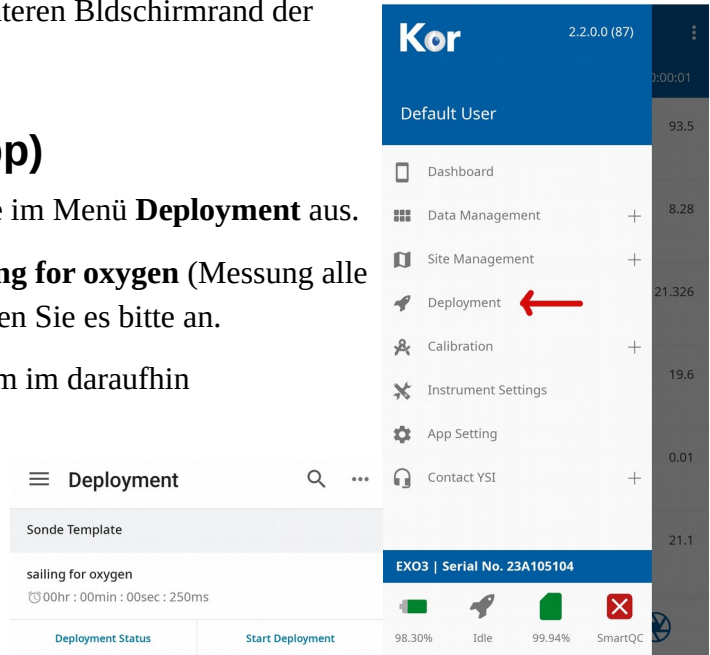 teren BIdschirmrand der
p)
im Menü Deployment aus.
ng for oxygen (Messung alle
en Sie es bitte an.
m im daraufhin
Deployment
Sonde Template
sailing for oxygen
00hr : 00min : 00sec : 250ms
Deployment Status
Start Deployment
Kor
2.2.0.0 (87)
Default User
Dashboard
Data Management
Site Management
Deployment
Calibration
Instrument Settings
App Setting
Contact YSI
EXO3 | Serial No. 23A105104
98.30%
Idle
99.94%
SmartQC
0:00:01
93.5
8.28
21.326
19.6
0.01
21.1